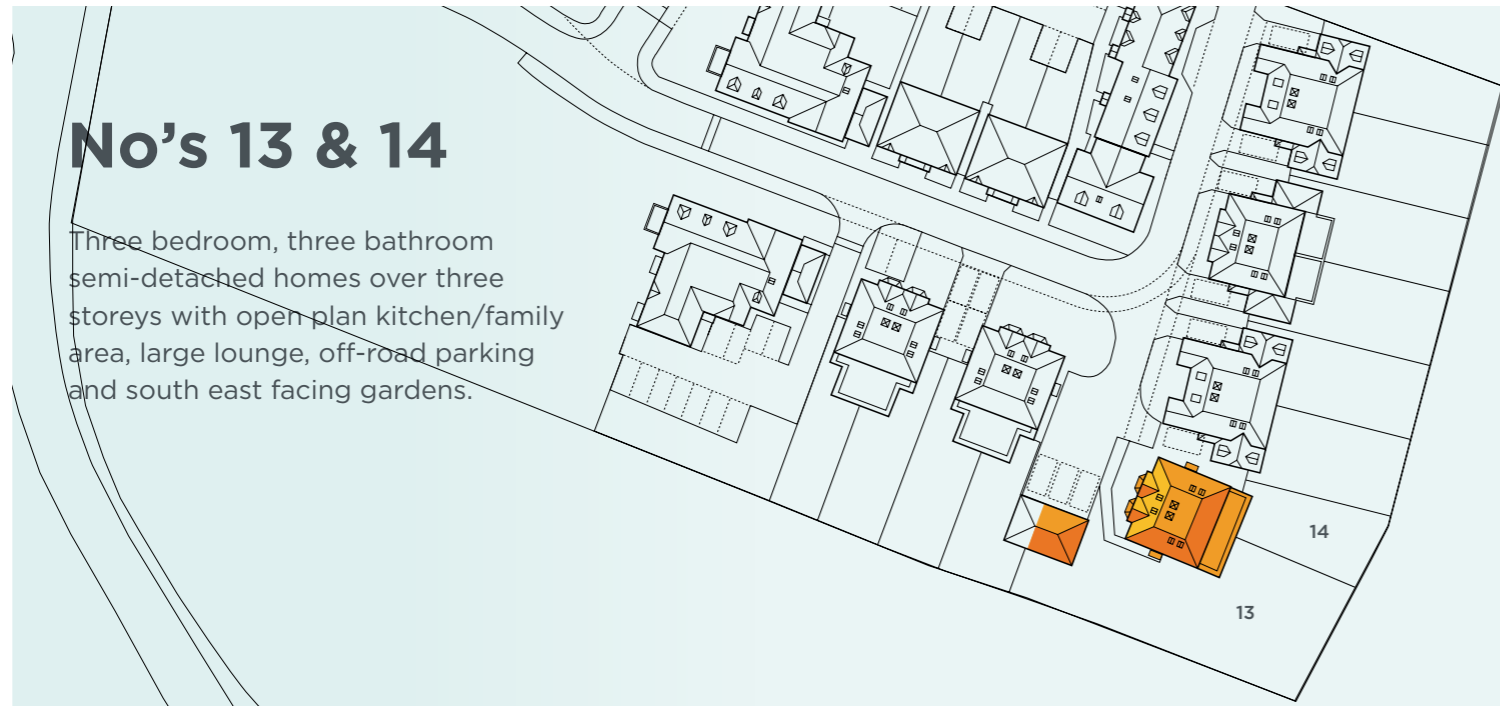 No’s 13 & 14
Three bedroom, three bathroom
semi-detached homes over three
storeys with open plan kitchen/family
area, large lounge, off-road parking
and south east facing gardens.
14
13